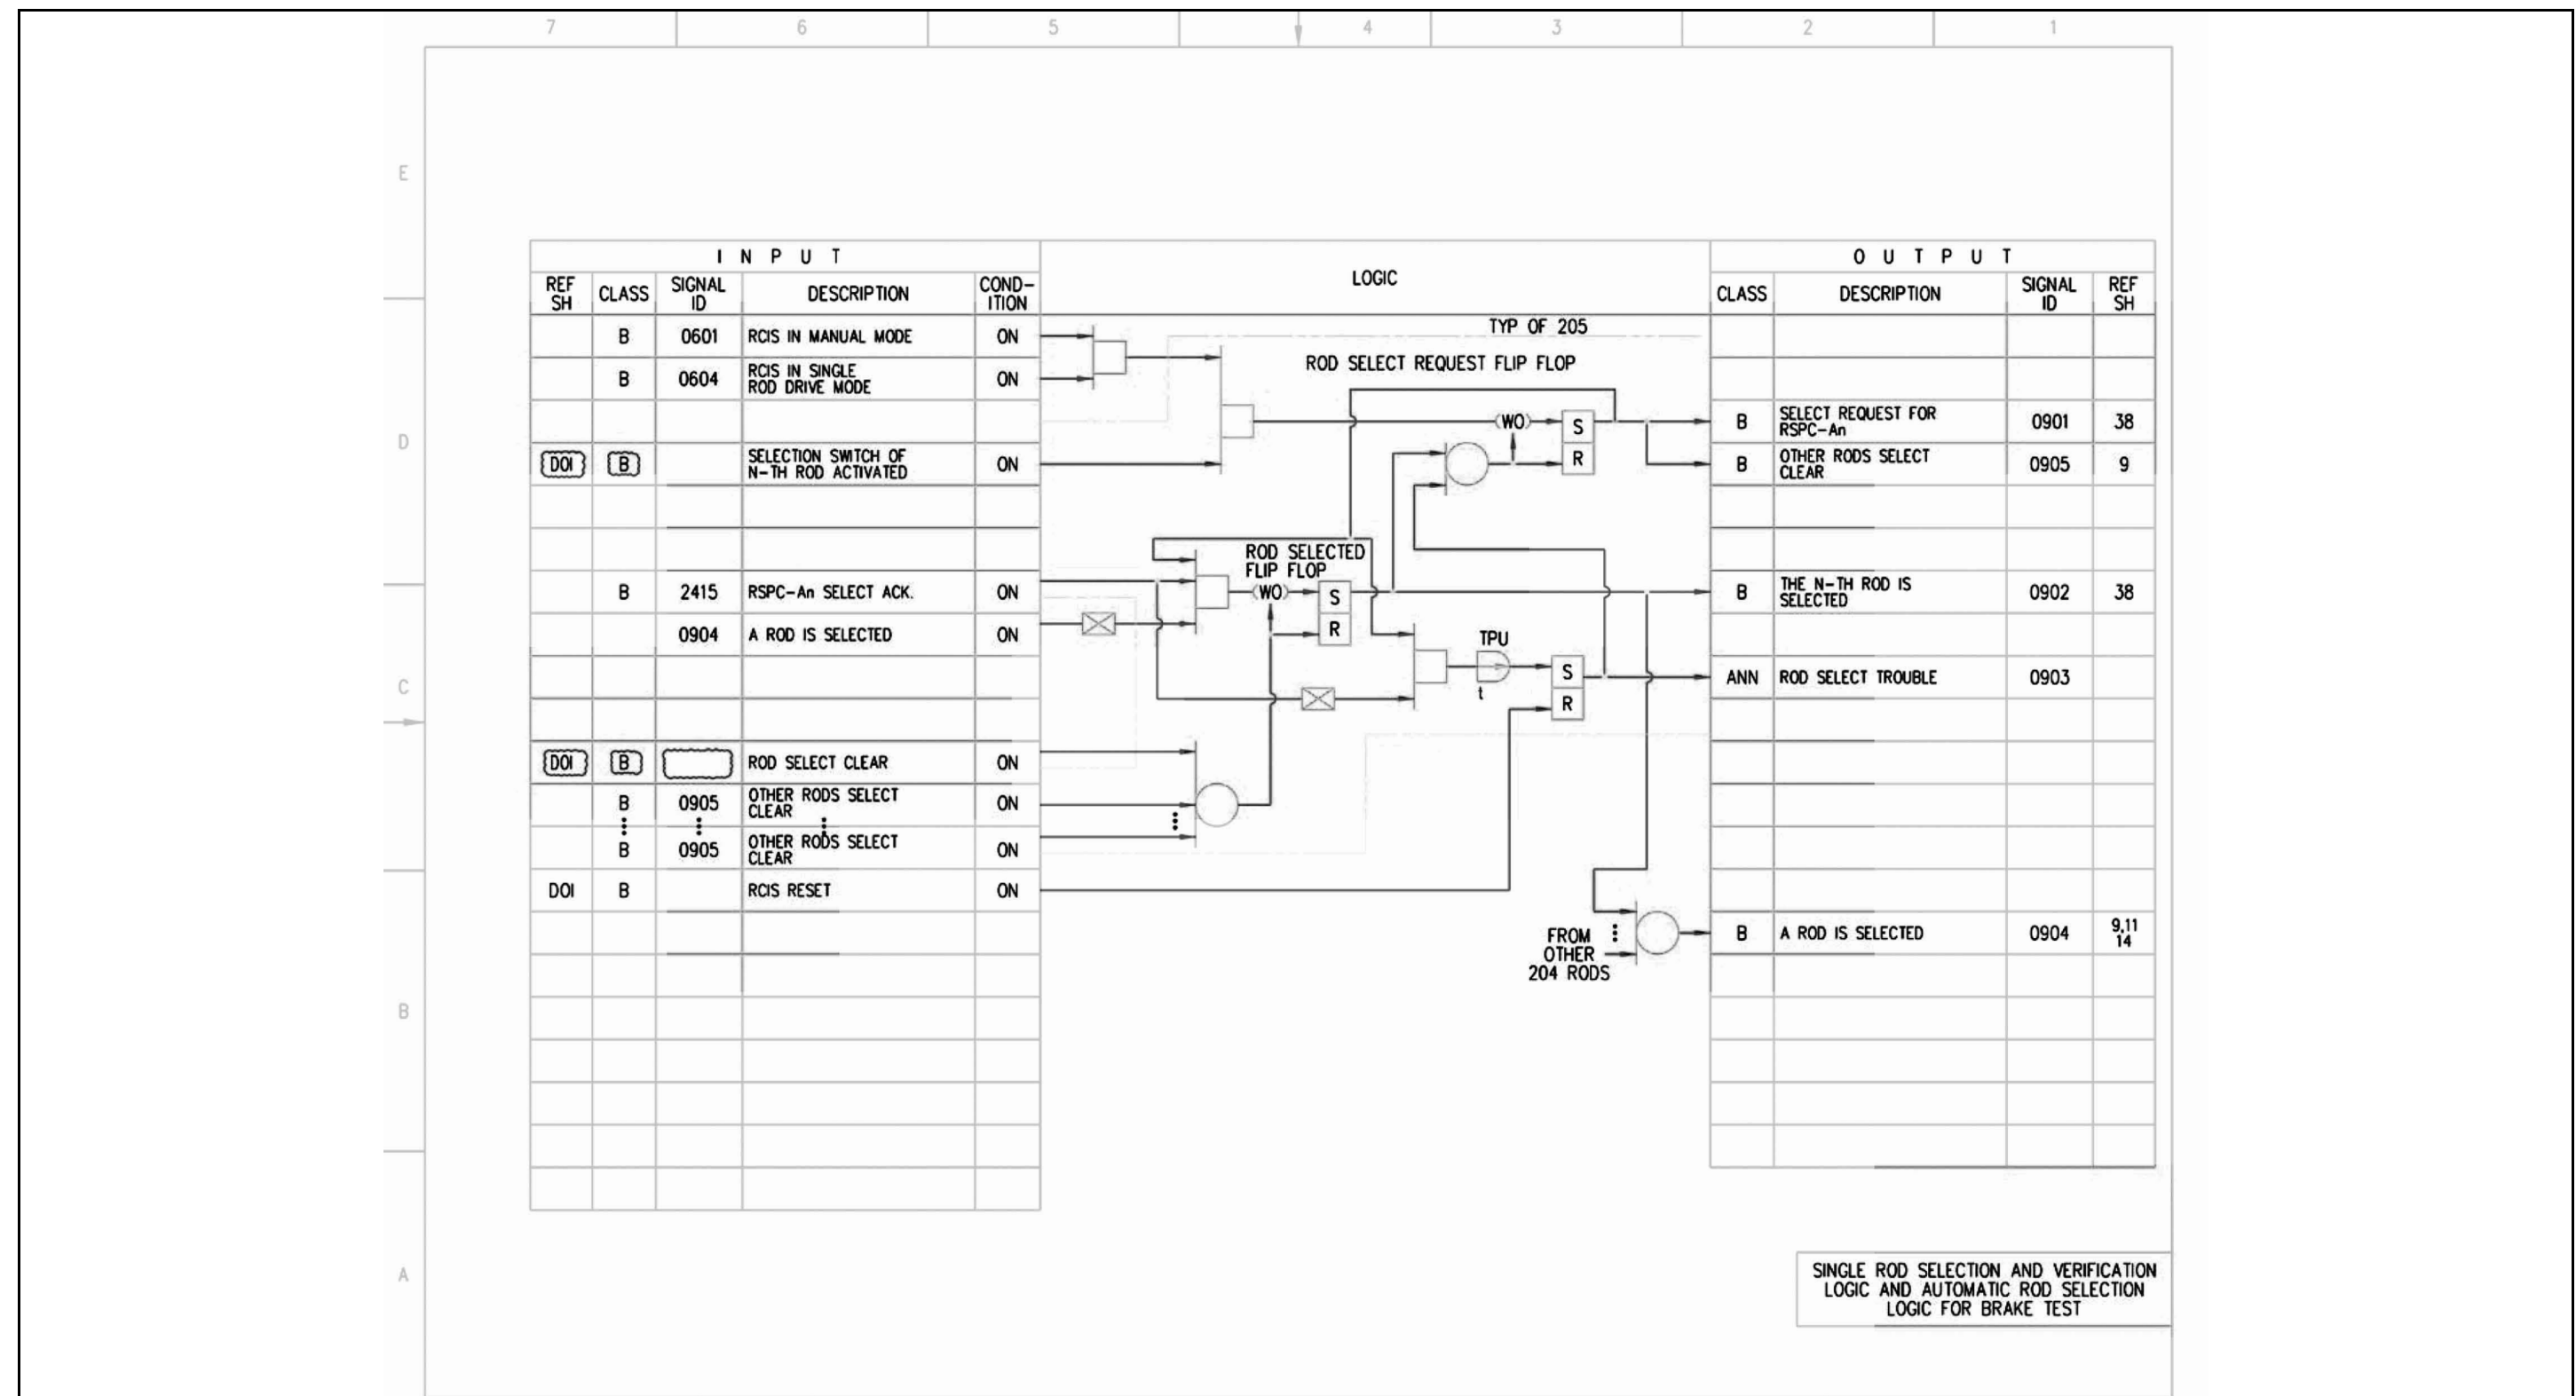 7 6 5 4 3 2 1
E
D
C
B
A
I N P U T
REF SH
CLASS
SIGNAL ID
DESCRIPTION
COND-ITION
LOGIC
O U T P U T
CLASS
DESCRIPTION
SIGNAL ID
REF SH
B 0601 RCIS IN MANUAL MODE ON
B 0604 RCIS IN SINGLE
ROD DRIVE MODE ON
DOI B SELECTION SWITCH OF
N-TH ROD ACTIVATED ON
B 2415 RSPC-An SELECT ACK. ON
0904 A ROD IS SELECTED ON
DOI B ROD SELECT CLEAR ON
B 0905 OTHER RODS SELECT
CLEAR ON
B 0905 OTHER RODS SELECT
CLEAR ON
DOI B RCIS RESET ON
TYP OF 205
ROD SELECT REQUEST FLIP FLOP
(WO)
S
R
ROD SELECTED
FLIP FLOP
(WO)
S
R
TPU
t
S
R
FROM
OTHER
204 RODS
B SELECT REQUEST FOR
RSPC-An 0901 38
B OTHER RODS SELECT
CLEAR 0905 9
B THE N-TH ROD IS
SELECTED 0902 38
ANN ROD SELECT TROUBLE 0903
B A ROD IS SELECTED 0904 9,11
14
SINGLE ROD SELECTION AND VERIFICATION
LOGIC AND AUTOMATIC ROD SELECTION
LOGIC FOR BRAKE TEST